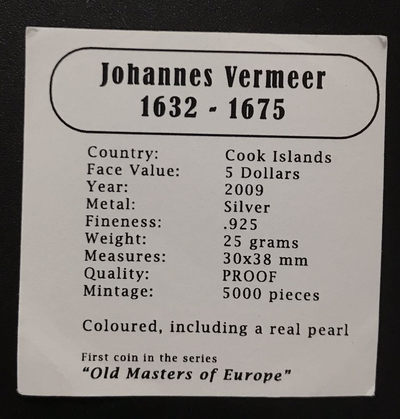 Johannes Vermeer
1632 - 1675
Country: Cook Islands
Face Value: 5 Dollars
Year: 2009
Metal: Silver
Fineness: .925
Weight: 25 grams
Measures: 30x38 mm
Quality: PROOF
Mintage: 5000 pieces
Coloured, including a real pearl
First coin in the series
"Old Masters of Europe"